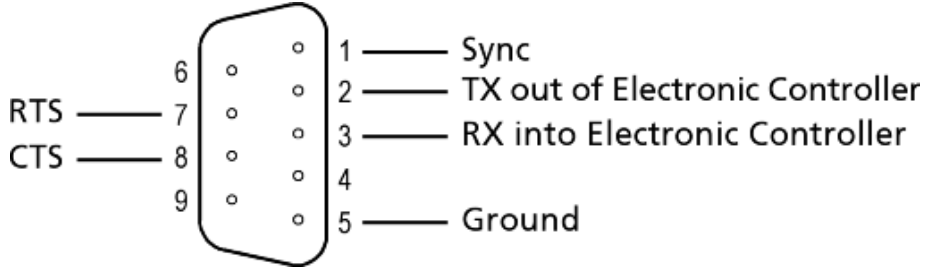 1 Sync
6
2 TX out of Electronic Controller
RTS 7
3 RX into Electronic Controller
CTS 8
4
9
5 Ground